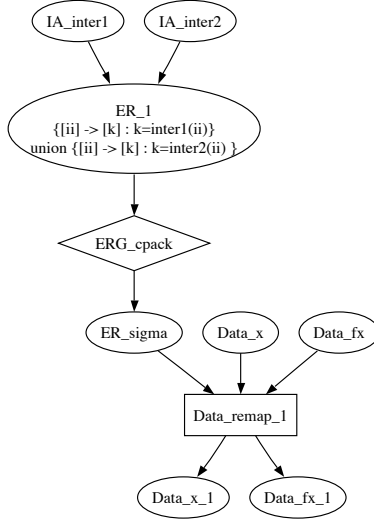 IA_inter1
IA_inter2
ER_1
{[ii] -> [k] : k=inter1(ii)}
union {[ii] -> [k] : k=inter2(ii) }
ERG_cpack
ER_sigma
Data_x
Data_fx
Data_remap_1
Data_x_1
Data_fx_1